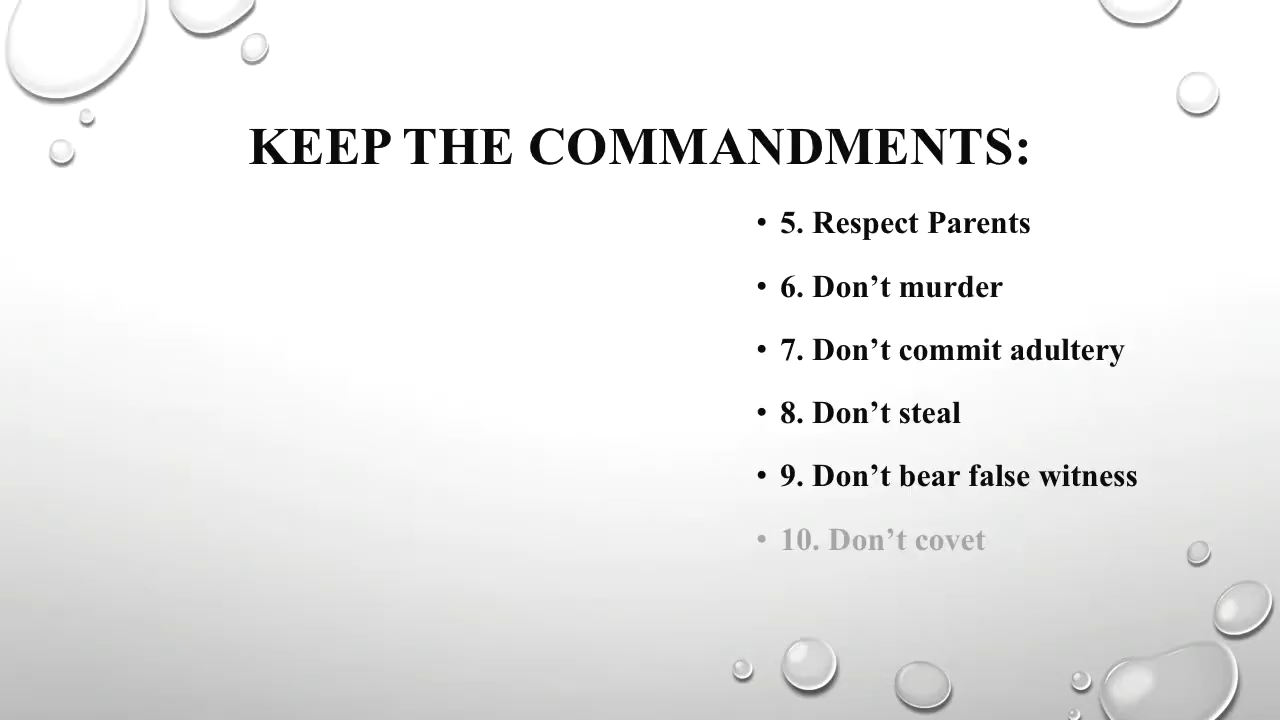 KEEP THE COMMANDMENTS:
• 5. Respect Parents
• 6. Don’t murder
• 7. Don’t commit adultery
• 8. Don’t steal
• 9. Don’t bear false witness
• 10. Don’t covet